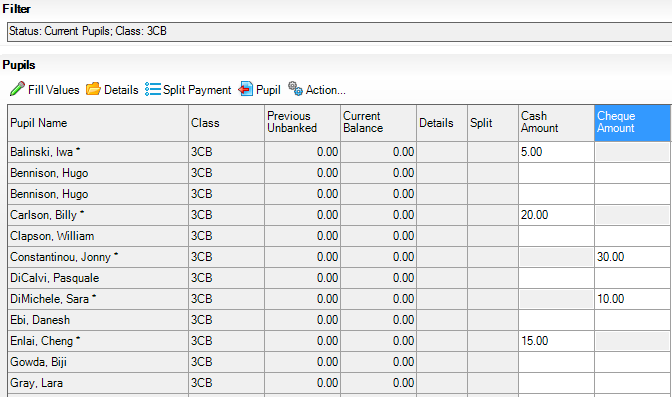 Filter
Status: Current Pupils; Class: 3CB
Pupils
Fill Values Details Split Payment Pupil Action...
Pupil Name Class Previous Unbanked Current Balance Details Split Cash Amount Cheque Amount
Balinski, Iwa * 3CB 0.00 0.00 5.00
Bennison, Hugo 3CB 0.00 0.00
Bennison, Hugo 3CB 0.00 0.00
Carlson, Billy * 3CB 0.00 0.00 20.00
Clapson, William 3CB 0.00 0.00
Constantinou, Jonny * 3CB 0.00 0.00 30.00
DiCalvi, Pasquale 3CB 0.00 0.00
DiMichele, Sara * 3CB 0.00 0.00 10.00
Ebi, Danesh 3CB 0.00 0.00
Enlai, Cheng * 3CB 0.00 0.00 15.00
Gowda, Biji 3CB 0.00 0.00
Gray, Lara 3CB 0.00 0.00